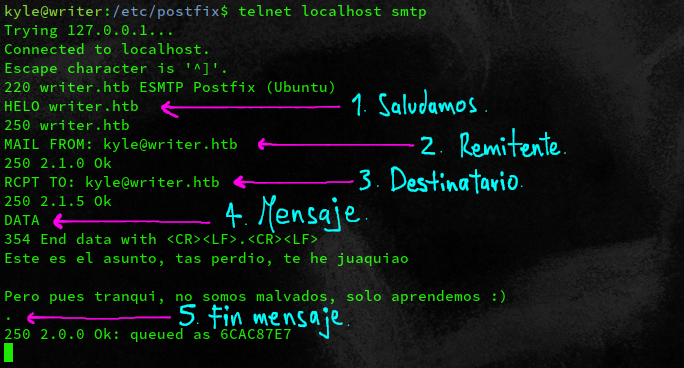 kyle@writer:/etc/postfix$ telnet localhost smtp
Trying 127.0.0.1...
Connected to localhost.
Escape character is '^]'.
220 writer.htb ESMTP Postfix (Ubuntu)
HELO writer.htb 1. Saludamos.
250 writer.htb
MAIL FROM: kyle@writer.htb 2. Remitente.
250 2.1.0 Ok
RCPT TO: kyle@writer.htb 3. Destinatario.
250 2.1.5 Ok
DATA 4. Mensaje.
354 End data with <CR><LF>.<CR><LF>
Este es el asunto, tas perdio, te he juaquiao
Pero pues tranqui, no somos malvados, solo aprendemos :)
. 5. Fin mensaje.
250 2.0.0 Ok: queued as 6CAC87E7